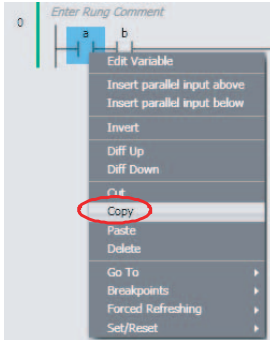 Enter Rung Comment
0
a b
Edit Variable
Insert parallel input above
Insert parallel input below
Invert
Diff Up
Diff Down
Cut
Copy
Paste
Delete
Go To
Breakpoints
Forced Refreshing
Set/Reset